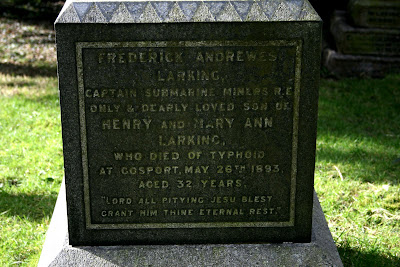 FREDERICK ANDREWES
LARKING,
CAPTAIN SUBMARINE MINERS R.E
ONLY & DEARLY LOVED SON OF
HENRY AND MARY ANN
LARKING,
WHO DIED OF TYPHOID
AT GOSPORT, MAY 26TH 1893,
AGED 32 YEARS.
"LORD ALL PITYING JESU BLEST
GRANT HIM THINE ETERNAL REST."